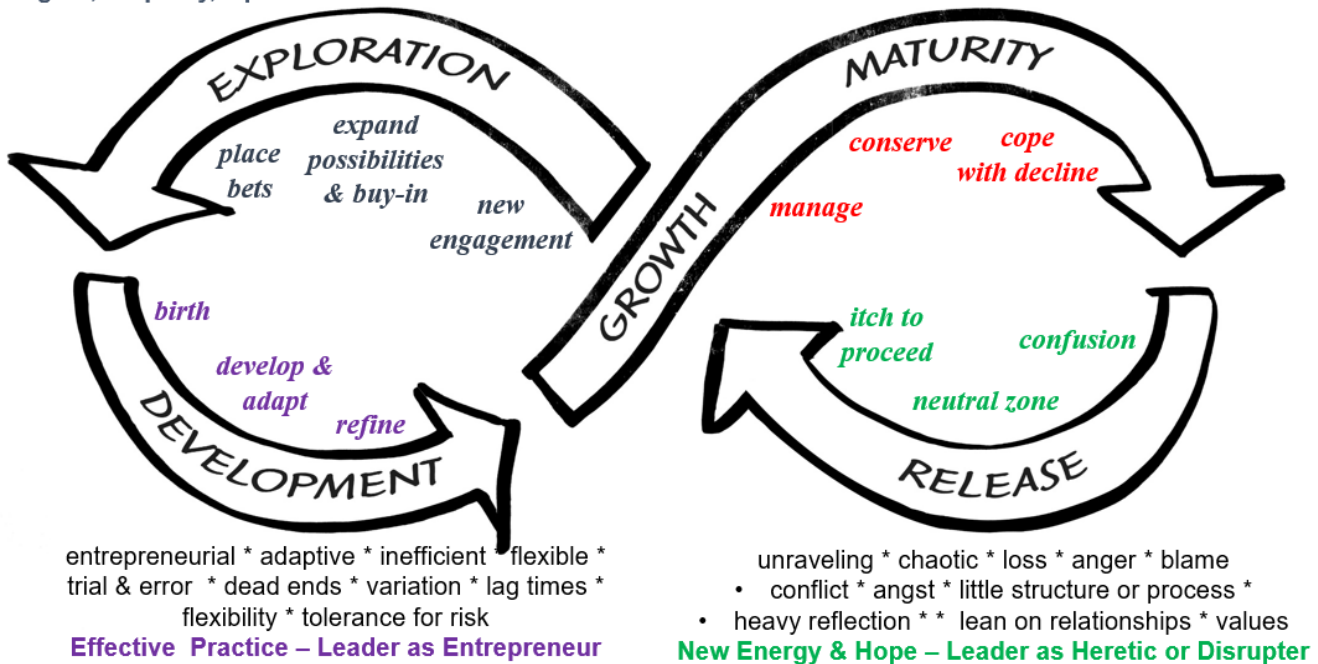 EXPLORATION
place
bets
expand
possibilities
& buy-in
new
engagement
MATURITY
conserve
cope
with decline
manage
GROWTH
birth
develop &
adapt
refine
DEVELOPMENT
itch to
proceed
confusion
neutral zone
RELEASE
entrepreneurial * adaptive * inefficient * flexible *
trial & error * dead ends * variation * lag times *
flexibility * tolerance for risk
Effective Practice – Leader as Entrepreneur
unraveling * chaotic * loss * anger * blame
• conflict * angst * little structure or process *
• heavy reflection * * lean on relationships * values
New Energy & Hope – Leader as Heretic or Disrupter